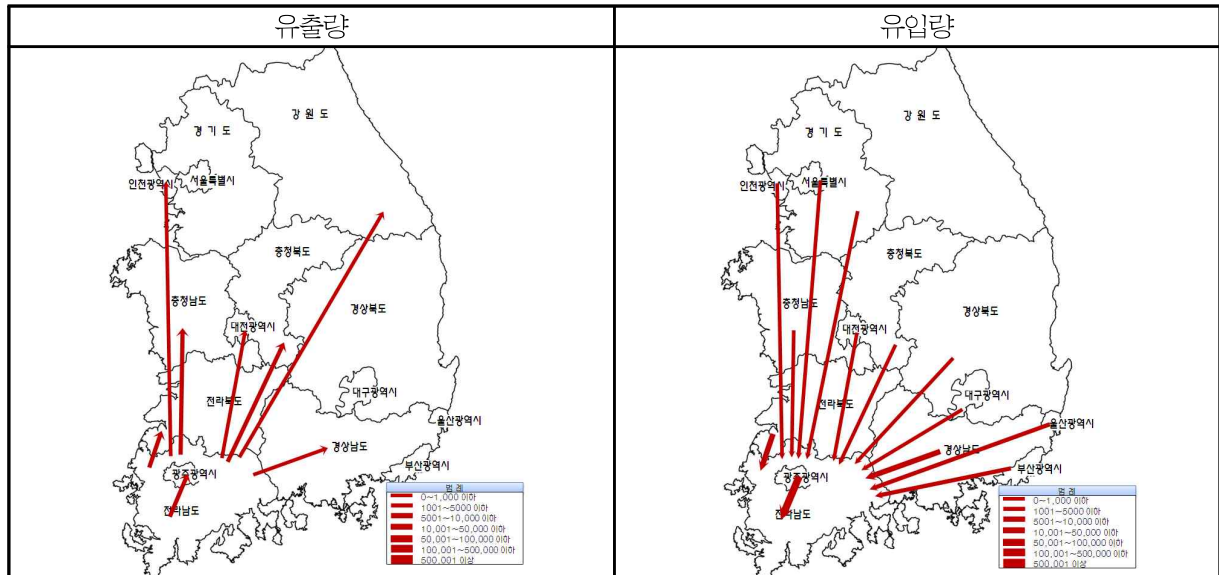 유출량
유입량
강 원 도
경 기 도
인천광역시
서울특별시
충청북도
충청남도
경상북도
대전광역시
대구광역시
전라북도
울산광역시
경상남도
부산광역시
광주광역시
전라남도
범 례
0~1,000 이하
1001~5000 이하
5001~10,000 이하
10,001~50,000 이하
50,001~100,000 이하
100,001~500,000 이하
500,001 이상
강 원 도
경 기 도
인천광역시
서울특별시
충청북도
충청남도
경상북도
대전광역시
대구광역시
전라북도
울산광역시
경상남도
부산광역시
광주광역시
전라남도
범 례
0~1,000 이하
1001~5000 이하
5001~10,000 이하
10,001~50,000 이하
50,001~100,000 이하
100,001~500,000 이하
500,001 이상